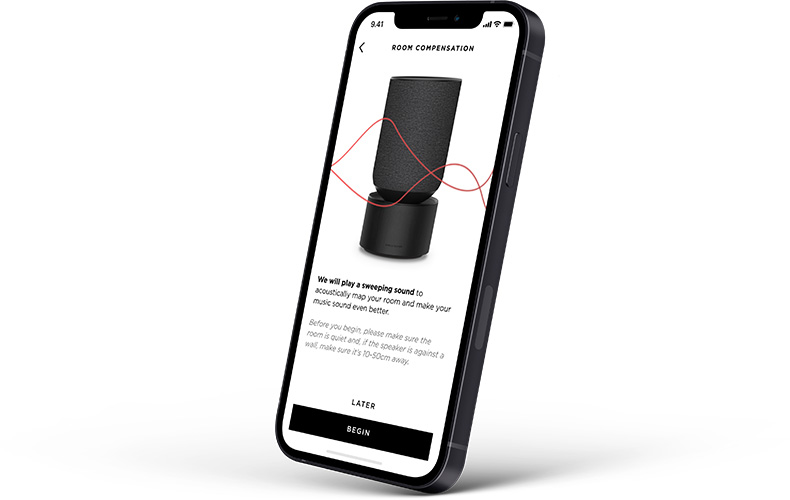 9.41
ROOM COMPENSATION
We will play a sweeping sound to
acoustically map your room and make your
music sound even better.
Before you begin, please make sure the
room is quiet and, if the speaker is against a
wall, make sure it's 10-50cm away.
LATER
BEGIN